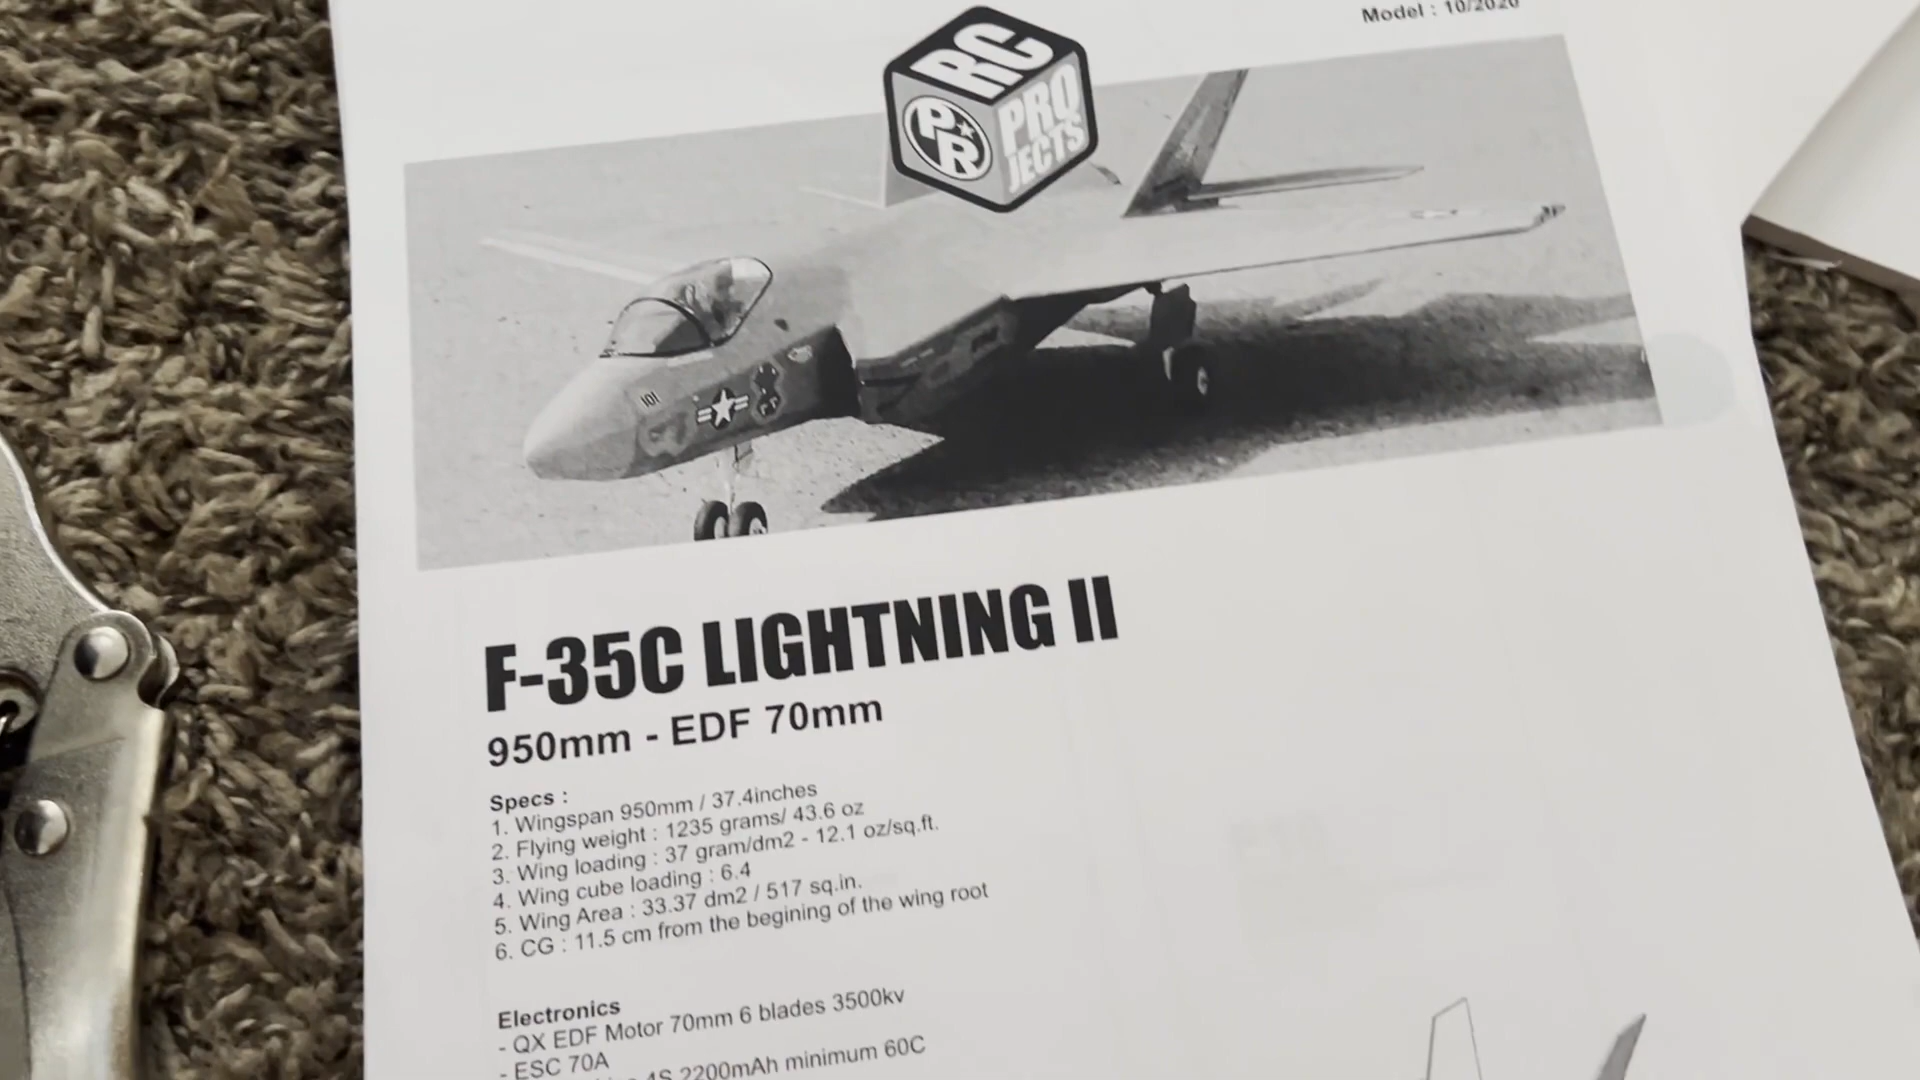 Model : 10/2020
RC
PR
PRO
JECTS
101
F-35C LIGHTNING II
950mm - EDF 70mm
Specs :
1. Wingspan 950mm / 37.4inches
2. Flying weight : 1235 grams/ 43.6 oz
3. Wing loading : 37 gram/dm2 - 12.1 oz/sq.ft.
4. Wing cube loading : 6.4
5. Wing Area : 33.37 dm2 / 517 sq.in.
6. CG : 11.5 cm from the begining of the wing root
Electronics
- QX EDF Motor 70mm 6 blades 3500kv
- ESC 70A
4S 2200mAh minimum 60C